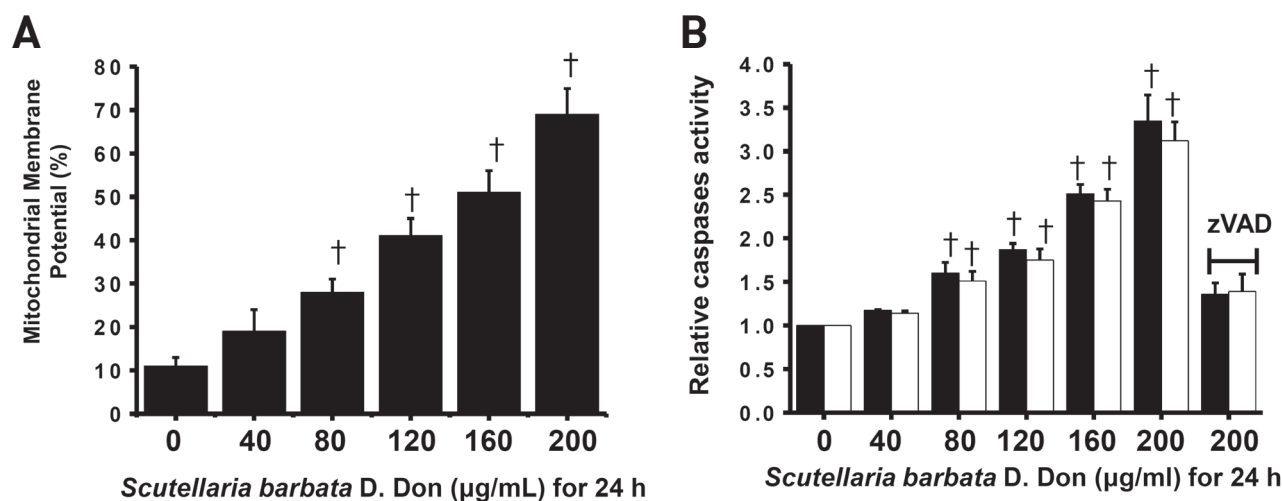 A
Mitochondrial Membrane
Potential (%)
80
70
60
50
40
30
20
10
0
†
†
†
†
†
0 40 80 120 160 200
Scutellaria barbata D. Don (µg/mL) for 24 h
B
Relative caspases activity
4.0
3.5
3.0
2.5
2.0
1.5
1.0
0.5
0.0
† †
† †
† †
† †
zVAD
0 40 80 120 160 200 200
Scutellaria barbata D. Don (µg/ml) for 24 h